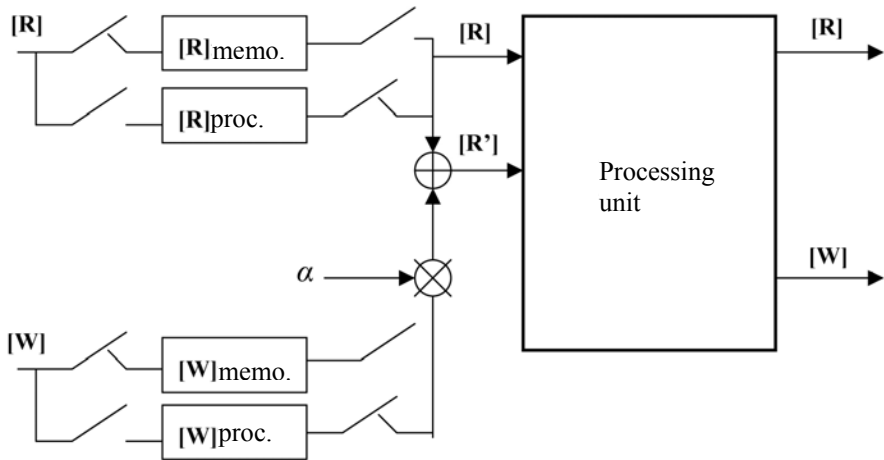 [R]
[R]memo.
[R]proc.
[R]
[R']
Processing
unit
[R]
[W]
α
[W]
[W]memo.
[W]proc.